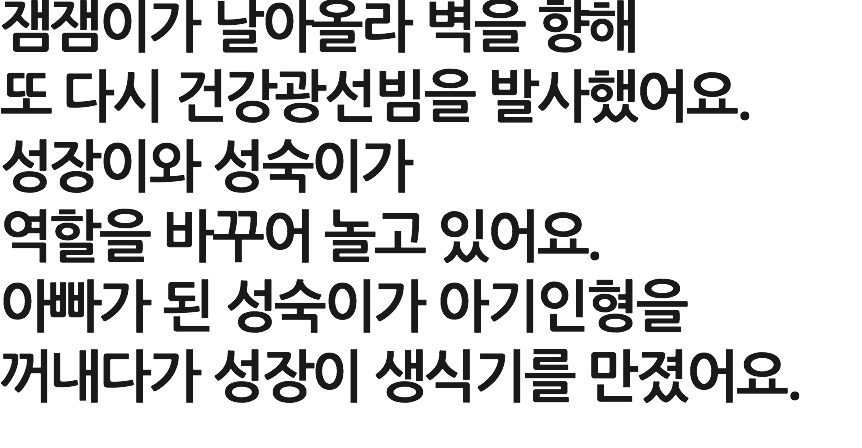 잼잼이가 날아올라 벽을 향해
또 다시 건강광선빔을 발사했어요.
성장이와 성숙이가
역할을 바꾸어 놀고 있어요.
아빠가 된 성숙이가 아기인형을
꺼내다가 성장이 생식기를 만졌어요.